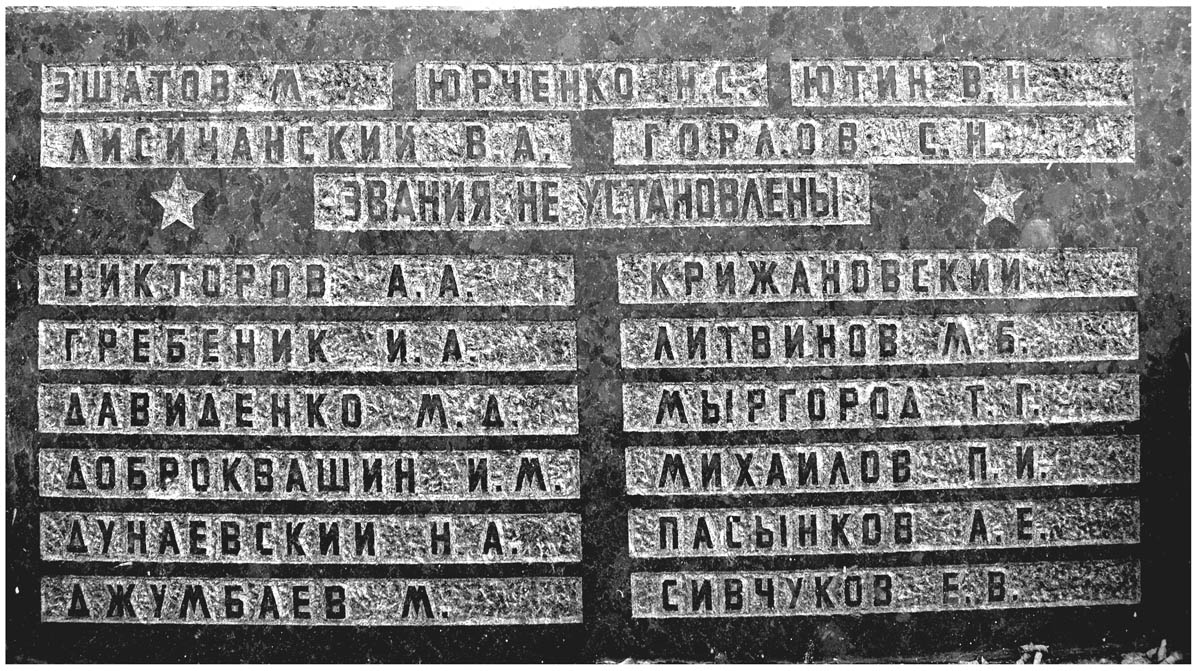 ЭШАТОВ М. ЮРЧЕНКО Н.С. ЮТИН В.Н.
ЛИСИЧАНСКИЙ В.А. ГОРЛОВ С.Н.
ЗВАНИЯ НЕ УСТАНОВЛЕНЫ
ВИКТОРОВ А.А. КРИЖАНОВСКИЙ
ГРЕБЕНИК И.А. ЛИТВИНОВ М.Б.
ДАВИДЕНКО М.Д. МЫРГОРОД Т.Г.
ДОБРОКВАШИН И.М. МИХАЙЛОВ П.И.
ДУНАЕВСКИЙ Н.А. ПАСЫНКОВ А.Е.
ДЖУМБАЕВ М. СИВЧУКОВ Е.В.